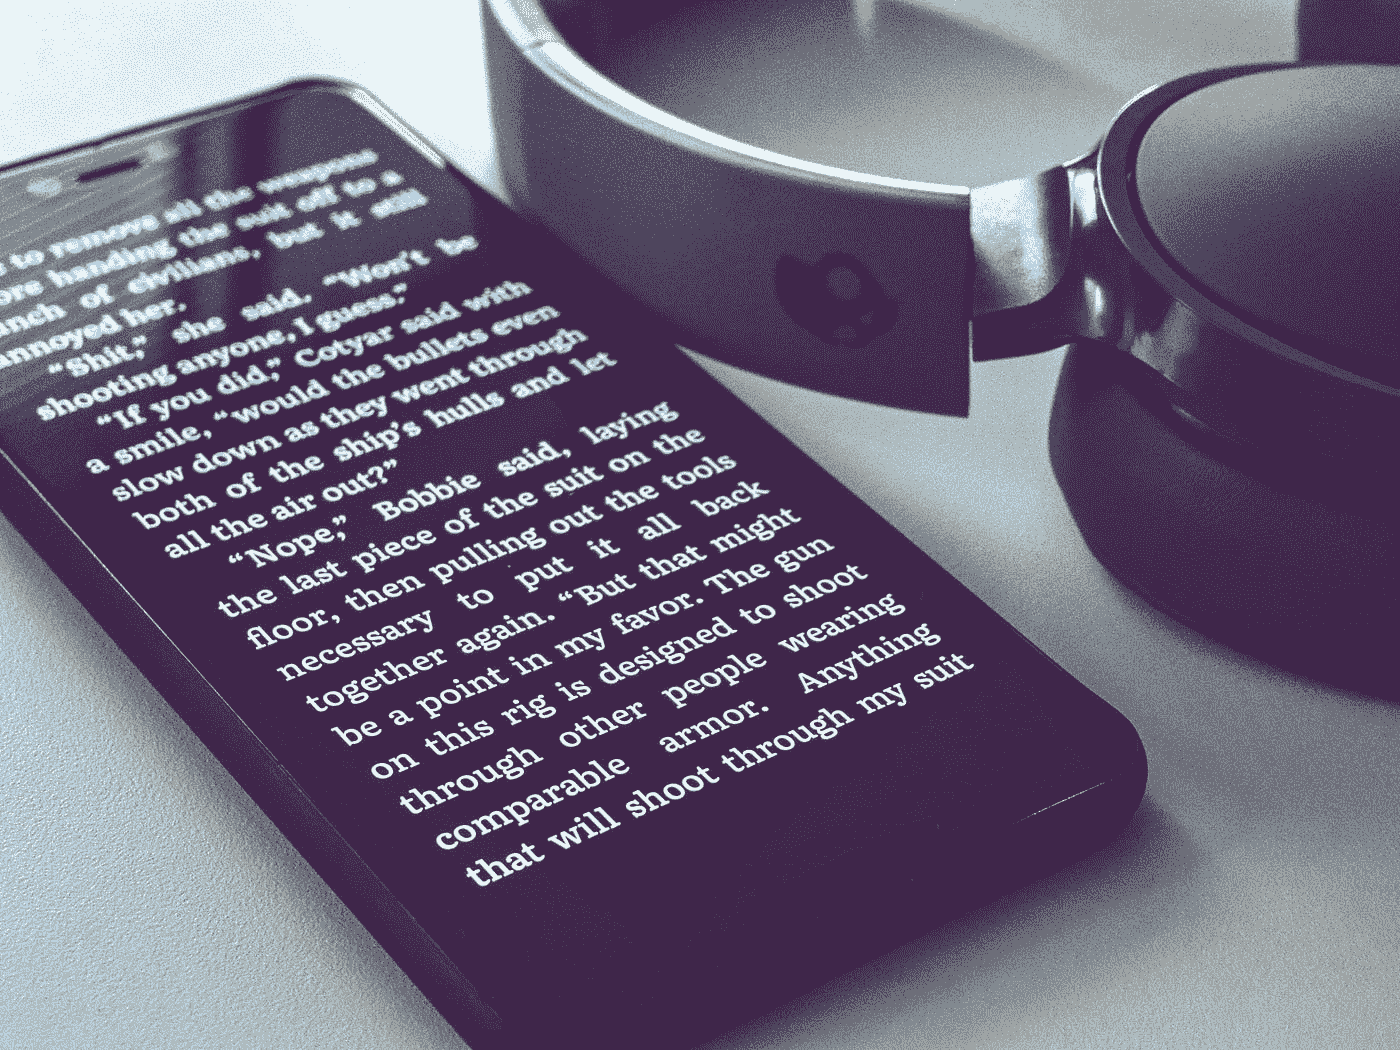 to remove all the weapons
handing the suit off to a
of civilians, but it still
annoyed her.
“Shit,” she said. “Won’t be
shooting anyone, I guess.”
“If you did,” Cotyar said with
a smile, “would the bullets even
slow down as they went through
both of the ship’s hulls and let
all the air out?”
“Nope,” Bobbie said, laying
the last piece of the suit on the
floor, then pulling out the tools
necessary to put it all back
together again. “But that might
be a point in my favor. The gun
on this rig is designed to shoot
through other people wearing
comparable armor. Anything
that will shoot through my suit